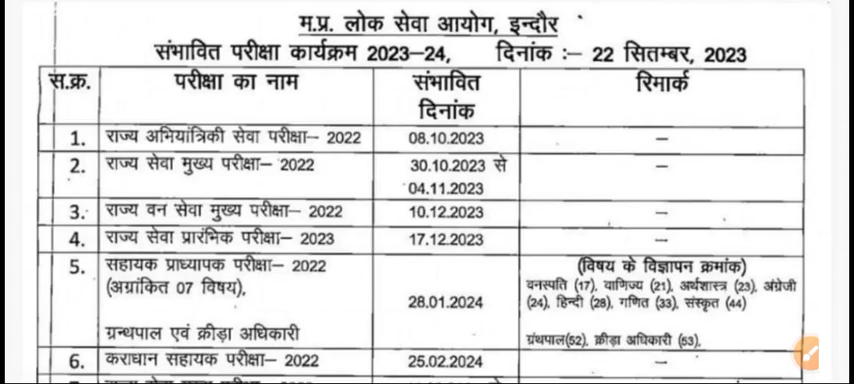 म.प्र. लोक सेवा आयोग, इन्दौर
संभावित परीक्षा कार्यक्रम 2023–24, दिनांक :– 22 सितम्बर, 2023
स.क्र. परीक्षा का नाम संभावित दिनांक रिमार्क
1. राज्य अभियांत्रिकी सेवा परीक्षा– 2022 08.10.2023 –
2. राज्य सेवा मुख्य परीक्षा– 2022 30.10.2023 से 04.11.2023 –
3. राज्य वन सेवा मुख्य परीक्षा– 2022 10.12.2023 –
4. राज्य सेवा प्रारंभिक परीक्षा– 2023 17.12.2023 –
5. सहायक प्राध्यापक परीक्षा– 2022 (विषय के विज्ञापन क्रमांक)
(अग्रांकित 07 विषय), वनस्पति (17), वाणिज्य (21), अर्थशास्त्र (23), अंग्रेजी
28.01.2024 (24), हिन्दी (28), गणित (33), संस्कृत (44)
ग्रन्थपाल एवं क्रीड़ा अधिकारी ग्रंथपाल(52), क्रीड़ा अधिकारी (53),
6. कराधान सहायक परीक्षा– 2022 25.02.2024 –